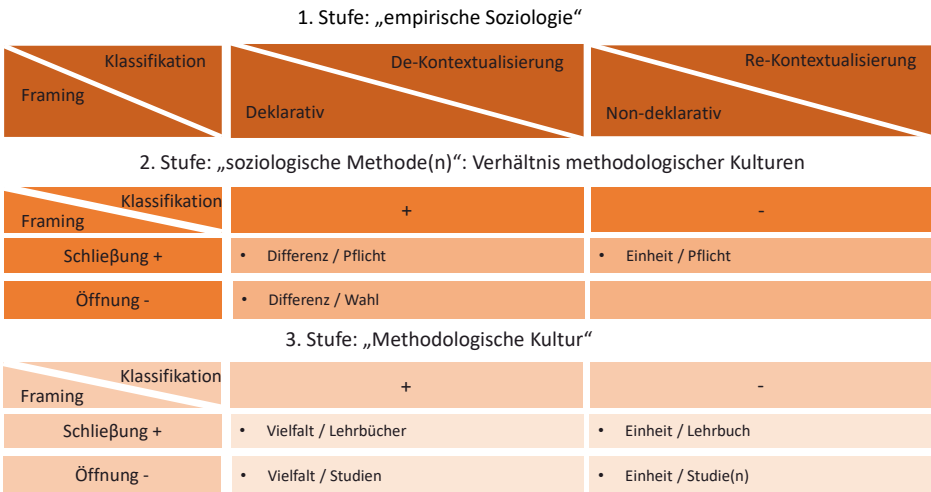 1. Stufe: „empirische Soziologie“
Klassifikation
Framing
De-Kontextualisierung
Deklarativ
Re-Kontextualisierung
Non-deklarativ
2. Stufe: „soziologische Methode(n)“: Verhältnis methodologischer Kulturen
Klassifikation
Framing
+
-
Schlieβung +
• Differenz / Pflicht
• Einheit / Pflicht
Öffnung -
• Differenz / Wahl
3. Stufe: „Methodologische Kultur“
Klassifikation
Framing
+
-
Schlieβung +
• Vielfalt / Lehrbücher
• Einheit / Lehrbuch
Öffnung -
• Vielfalt / Studien
• Einheit / Studie(n)